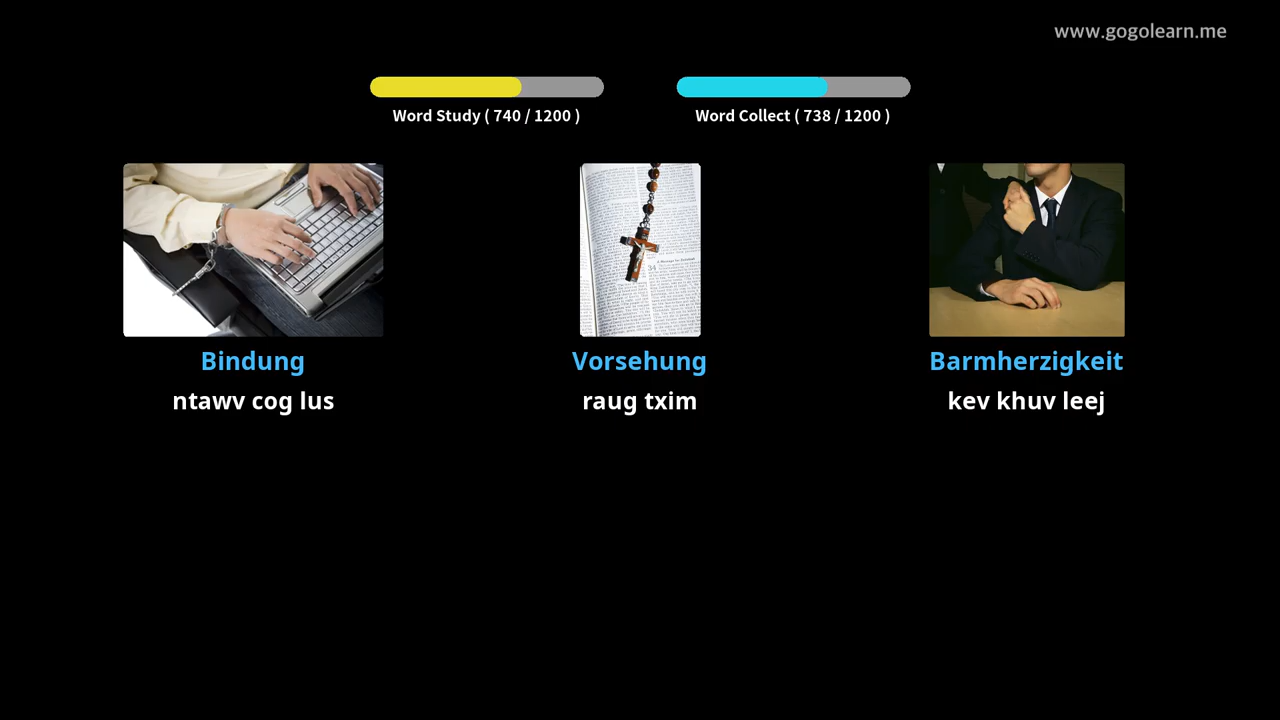 www.gogolearn.me
Word Study ( 740 / 1200 )
Word Collect ( 738 / 1200 )
34
Bindung
Vorsehung
Barmherzigkeit
ntawv cog lus
raug txim
kev khuv leej